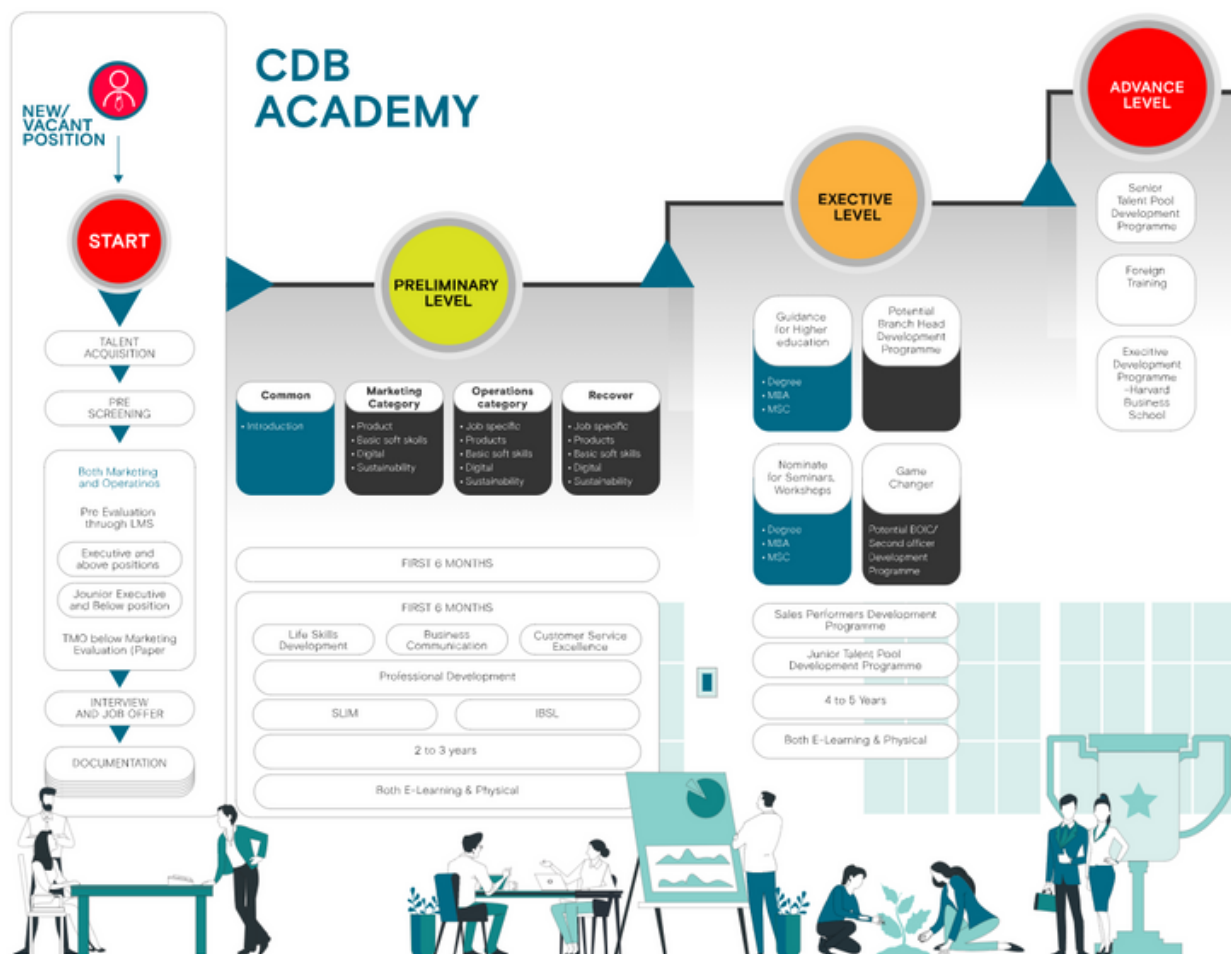 CDB
ACADEMY
NEW/
VACANT
POSITION
START
TALENT
ACQUISITION
PRE
SCREENING
Both Marketing
and Operatinos
Pre Evaluation
thruogh LMS
Executive and
above positions
Jounior Executive
and Below position
TMO below Marketing
Evaluation (Paper
INTERVIEW
AND JOB OFFER
DOCUMENTATION
PRELIMINARY
LEVEL
Common
• Introduction
Marketing
Category
• Product
• Basic soft skolls
• Digital
• Sustainability
Operations
category
• Job specific
• Products
• Basic soft skills
• Digital
• Sustainability
Recover
• Job specific
• Products
• Basic soft skills
• Digital
• Sustainability
FIRST 6 MONTHS
FIRST 6 MONTHS
Life Skills
Development
Business
Communication
Customer Service
Excellence
Professional Development
SLIM
IBSL
2 to 3 years
Both E-Learning & Physical
EXECTIVE
LEVEL
Guidance
for Higher
education
• Degree
• MBA
• MSC
Potential
Branch Head
Development
Programme
Nominate
for Seminars,
Workshops
• Degree
• MBA
• MSC
Game
Changer
Potential BOIC/
Second officer
Development
Programme
Sales Performers Development
Programme
Junior Talent Pool
Development Programme
4 to 5 Years
Both E-Learning & Physical
ADVANCE
LEVEL
Senior
Talent Pool
Development
Programme
Foreign
Training
Execitive
Development
Programme
-Harvard
Business
School